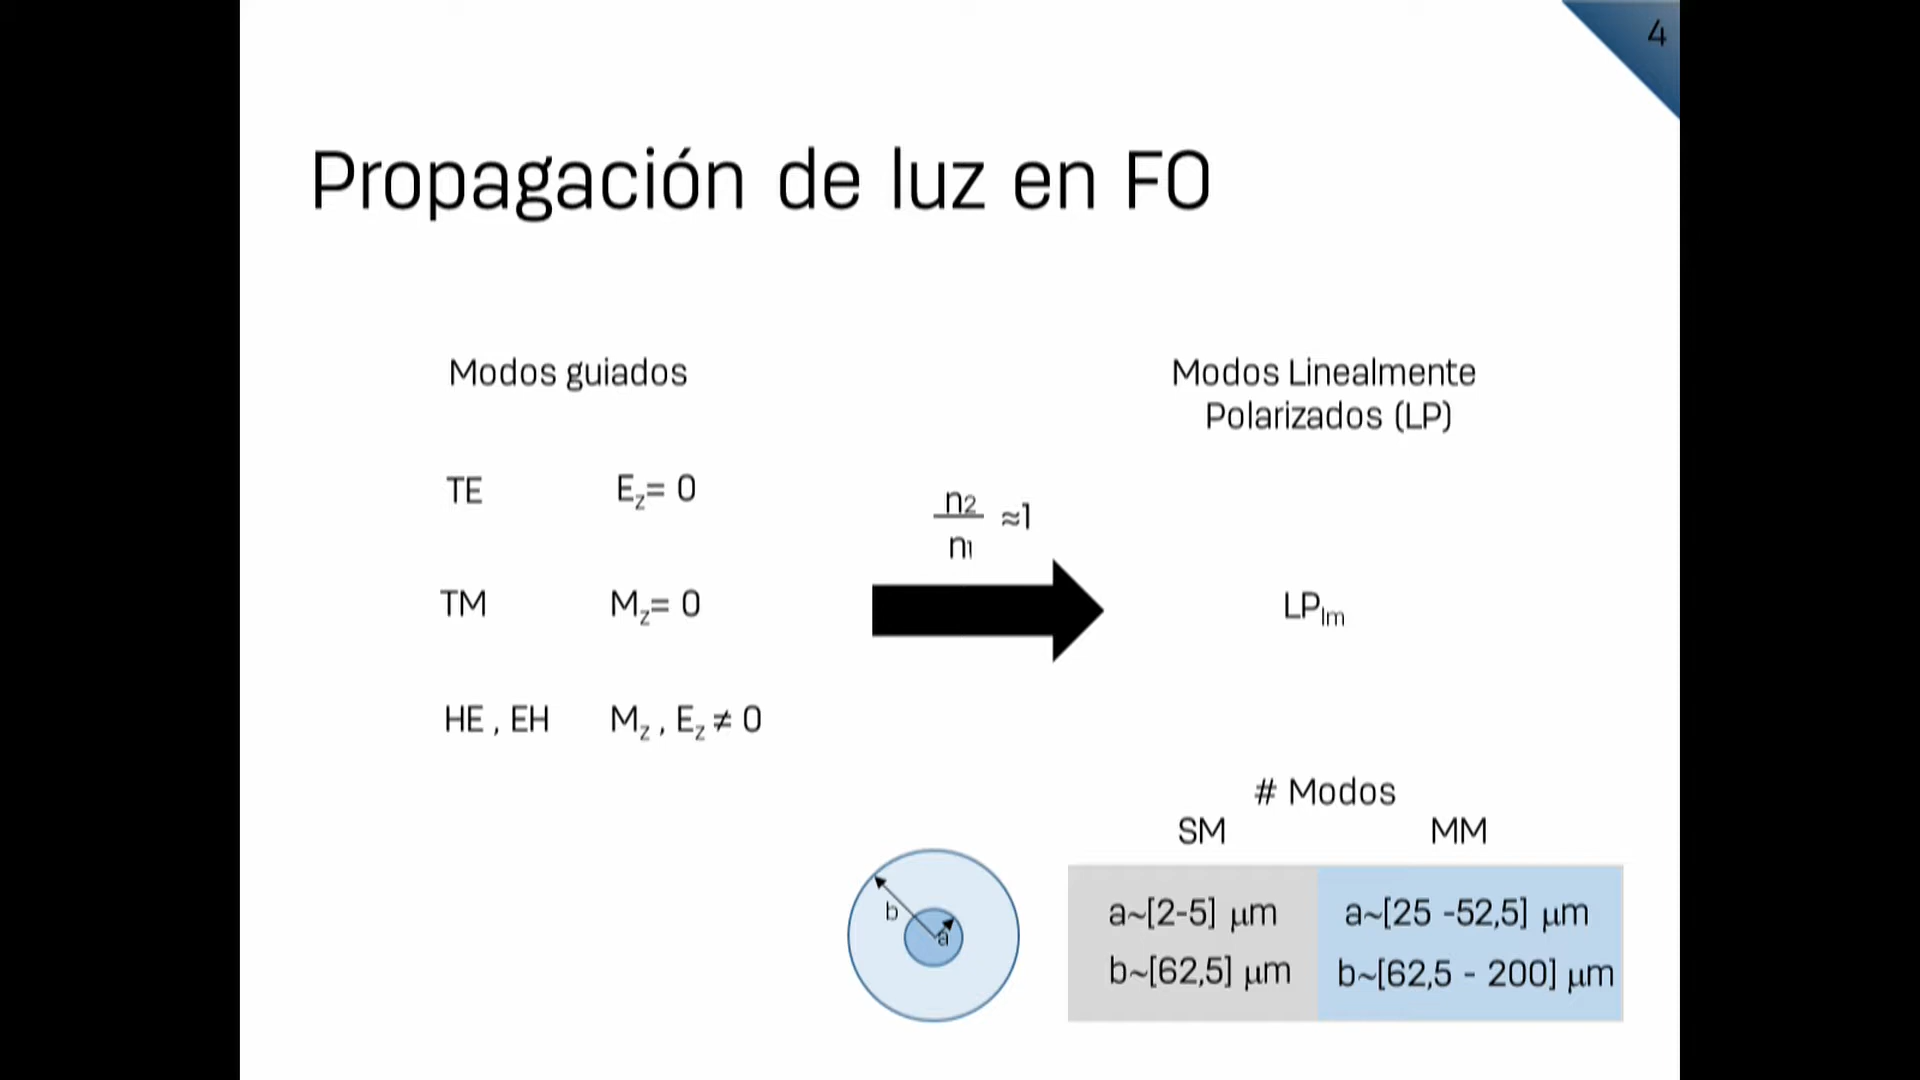 4
Propagación de luz en FO
Modos guiados
Modos Linealmente
Polarizados (LP)
TE E_z= 0
n2
n1
≈1
TM M_z= 0
LP_lm
HE , EH M_z , E_z ≠ 0
# Modos
SM MM
b
a
a~[2-5] µm a~[25 -52,5] µm
b~[62,5] µm b~[62,5 - 200] µm